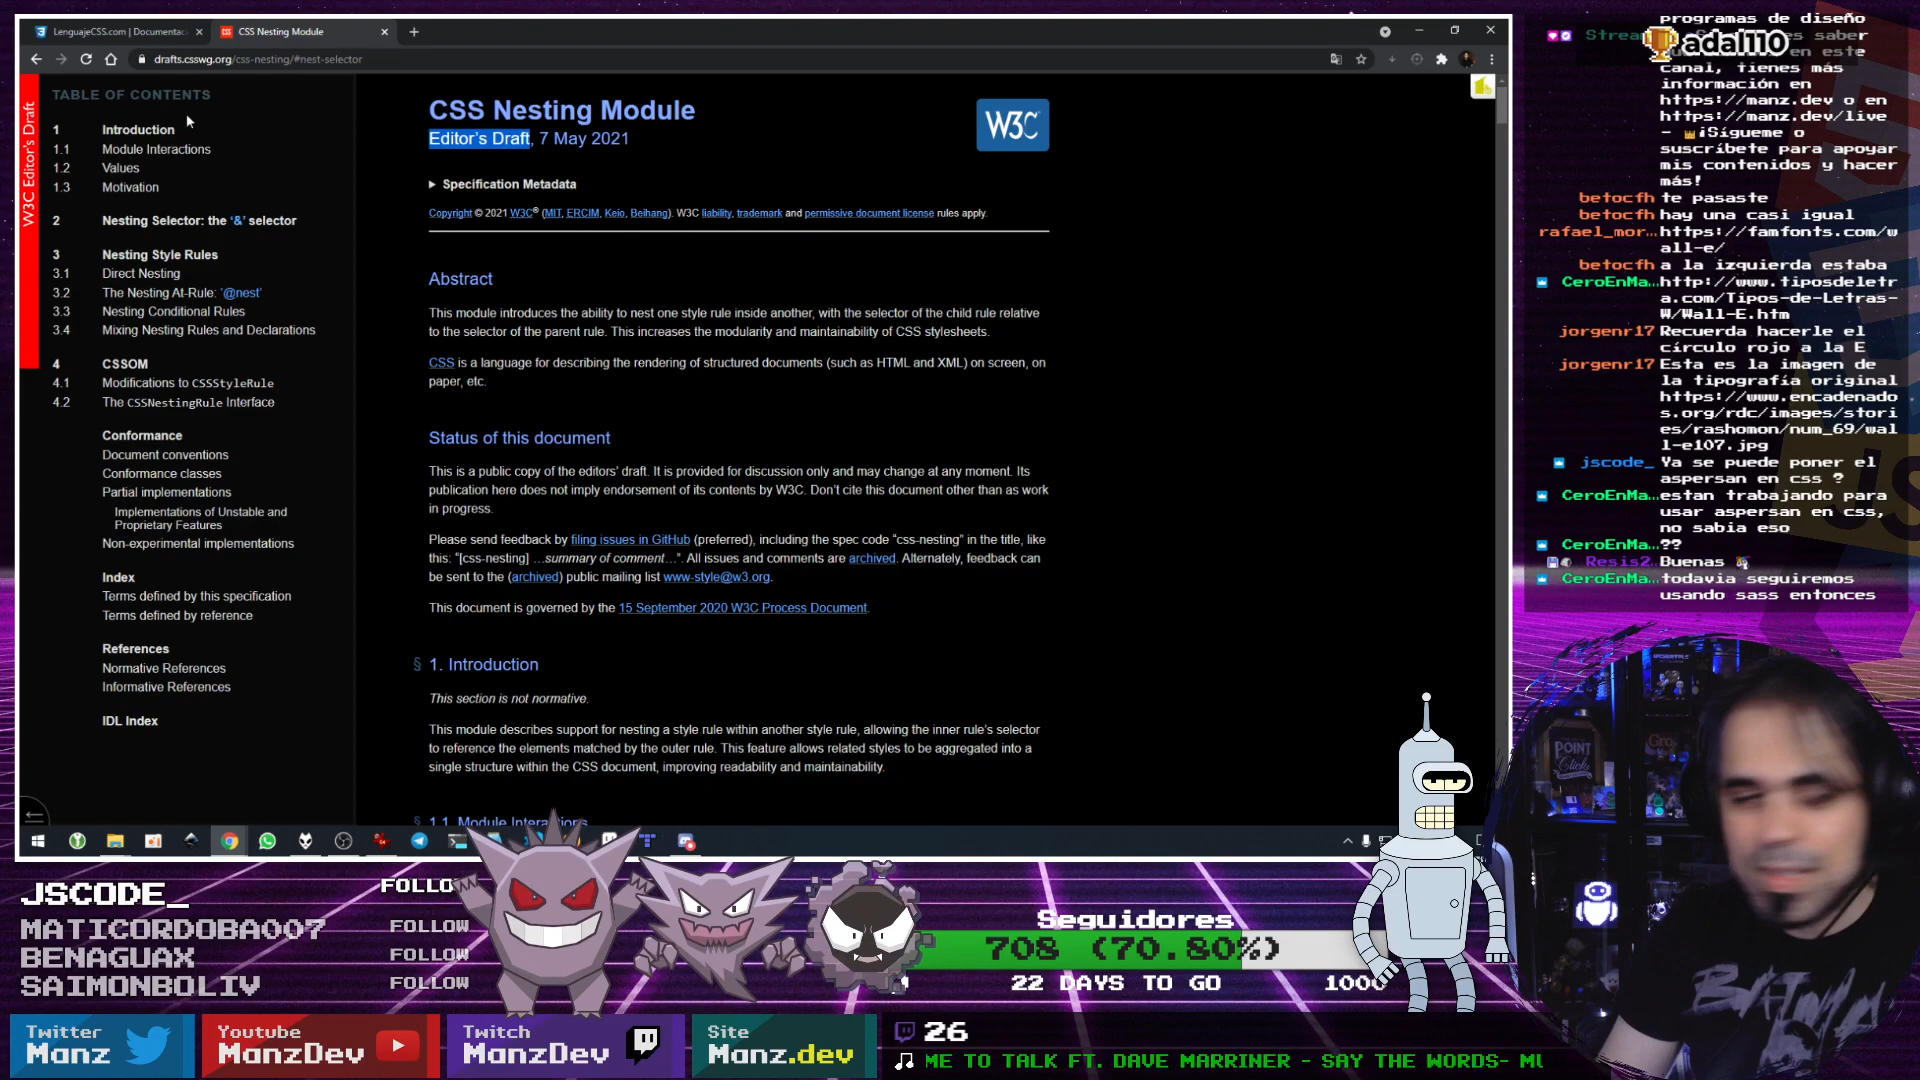 LenguajeCSS.com | Documentac
CSS Nesting Module
drafts.csswg.org/css-nesting/#nest-selector
W3C Editor's Draft
TABLE OF CONTENTS
1 Introduction
1.1 Module Interactions
1.2 Values
1.3 Motivation
2 Nesting Selector: the ‘&’ selector
3 Nesting Style Rules
3.1 Direct Nesting
3.2 The Nesting At-Rule: ‘@nest’
3.3 Nesting Conditional Rules
3.4 Mixing Nesting Rules and Declarations
4 CSSOM
4.1 Modifications to CSSStyleRule
4.2 The CSSNestingRule Interface
Conformance
Document conventions
Conformance classes
Partial implementations
Implementations of Unstable and
Proprietary Features
Non-experimental implementations
Index
Terms defined by this specification
Terms defined by reference
References
Normative References
Informative References
IDL Index
CSS Nesting Module
Editor’s Draft, 7 May 2021
W3C
Specification Metadata
Copyright © 2021 W3C® (MIT, ERCIM, Keio, Beihang). W3C liability, trademark and permissive document license rules apply.
Abstract
This module introduces the ability to nest one style rule inside another, with the selector of the child rule relative
to the selector of the parent rule. This increases the modularity and maintainability of CSS stylesheets.
CSS is a language for describing the rendering of structured documents (such as HTML and XML) on screen, on
paper, etc.
Status of this document
This is a public copy of the editors’ draft. It is provided for discussion only and may change at any moment. Its
publication here does not imply endorsement of its contents by W3C. Don’t cite this document other than as work
in progress.
Please send feedback by filing issues in GitHub (preferred), including the spec code “css-nesting” in the title, like
this: “[css-nesting] …summary of comment…”. All issues and comments are archived. Alternately, feedback can
be sent to the (archived) public mailing list www-style@w3.org.
This document is governed by the 15 September 2020 W3C Process Document.
§ 1. Introduction
This section is not normative.
This module describes support for nesting a style rule within another style rule, allowing the inner rule’s selector
to reference the elements matched by the outer rule. This feature allows related styles to be aggregated into a
single structure within the CSS document, improving readability and maintainability.
§ 1.1. Module Interactions
programas de diseño
adal110
canal, tienes más
información en
https://manz.dev o en
https://manz.dev/live
- ¡Sígueme o
suscríbete para apoyar
mis contenidos y hacer
más!
betocfh te pasaste
betocfh hay una casi igual
rafael_mor… https://famfonts.com/w
all-e/
betocfh a la izquierda estaba
CeroEnMa… http://www.tiposdeletr
a.com/Tipos-de-Letras-
W/Wall-E.htm
jorgenr17 Recuerda hacerle el
círculo rojo a la E
jorgenr17 Esta es la imagen de
la tipografía original
https://www.encadenado
s.org/rdc/images/stori
es/rashomon/num_69/wal
l-e107.jpg
jscode_ Ya se puede poner el
aspersan en css ?
CeroEnMa… estan trabajando para
usar aspersan en css,
no sabia eso
CeroEnMa… ??
Resis2… Buenas
CeroEnMa… todavia seguiremos
usando sass entonces
POINT
Click
JSCODE_ FOLLO
MATICORDOBA007 FOLLOW
BENAGUAX FOLLOW
SAIMONBOLIV FOLLOW
Seguidores
708 (70.80%)
22 DAYS TO GO
1000
Twitter
Manz
Youtube
ManzDev
Twitch
ManzDev
Site
Manz.dev
26
ME TO TALK FT. DAVE MARRINER - SAY THE WORDS- MU
BATMAN